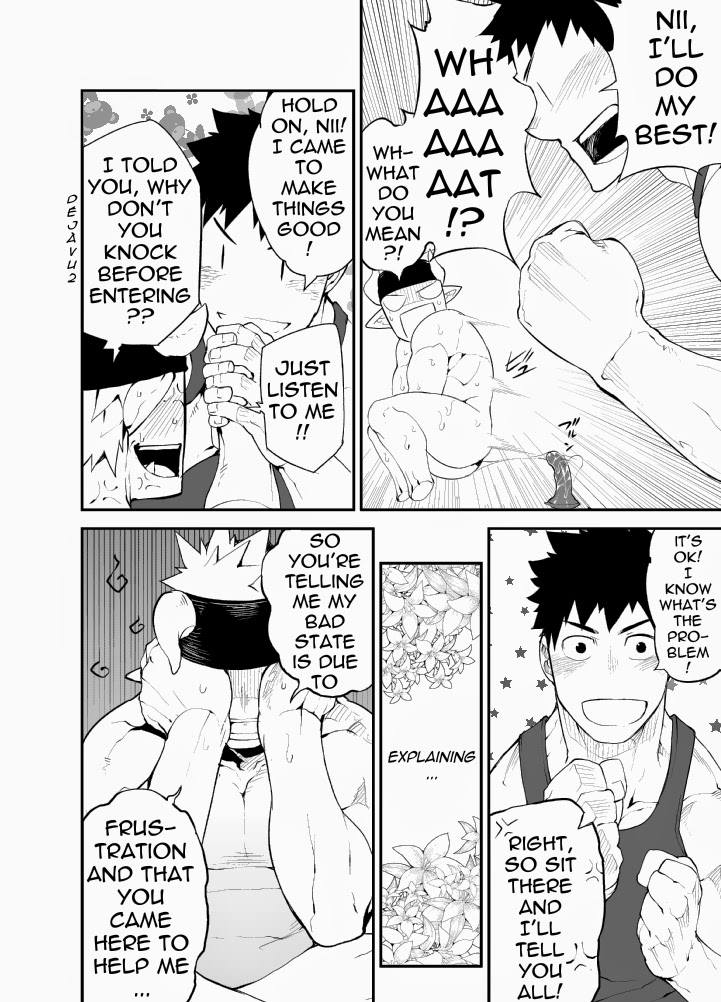 NII,
I'LL
DO
MY
BEST!
WH
AAA
AAA
AAT
!?
WH-
WHAT
DO
YOU
MEAN
?!
HOLD
ON, NII!
I CAME
TO
MAKE
THINGS
GOOD
!
I TOLD
YOU, WHY
DON'T
YOU
KNOCK
BEFORE
ENTERING
??
JUST
LISTEN
TO ME
!!
DÉJÀVU2
IT'S
OK!
I
KNOW
WHAT'S
THE
PRO-
BLEM
!
RIGHT,
SO SIT
THERE
AND
I'LL
TELL
YOU
ALL!
EXPLAINING
...
SO
YOU'RE
TELLING
ME MY
BAD
STATE
IS DUE
TO
FRUS-
TRATION
AND THAT
YOU
CAME
HERE TO
HELP ME
...